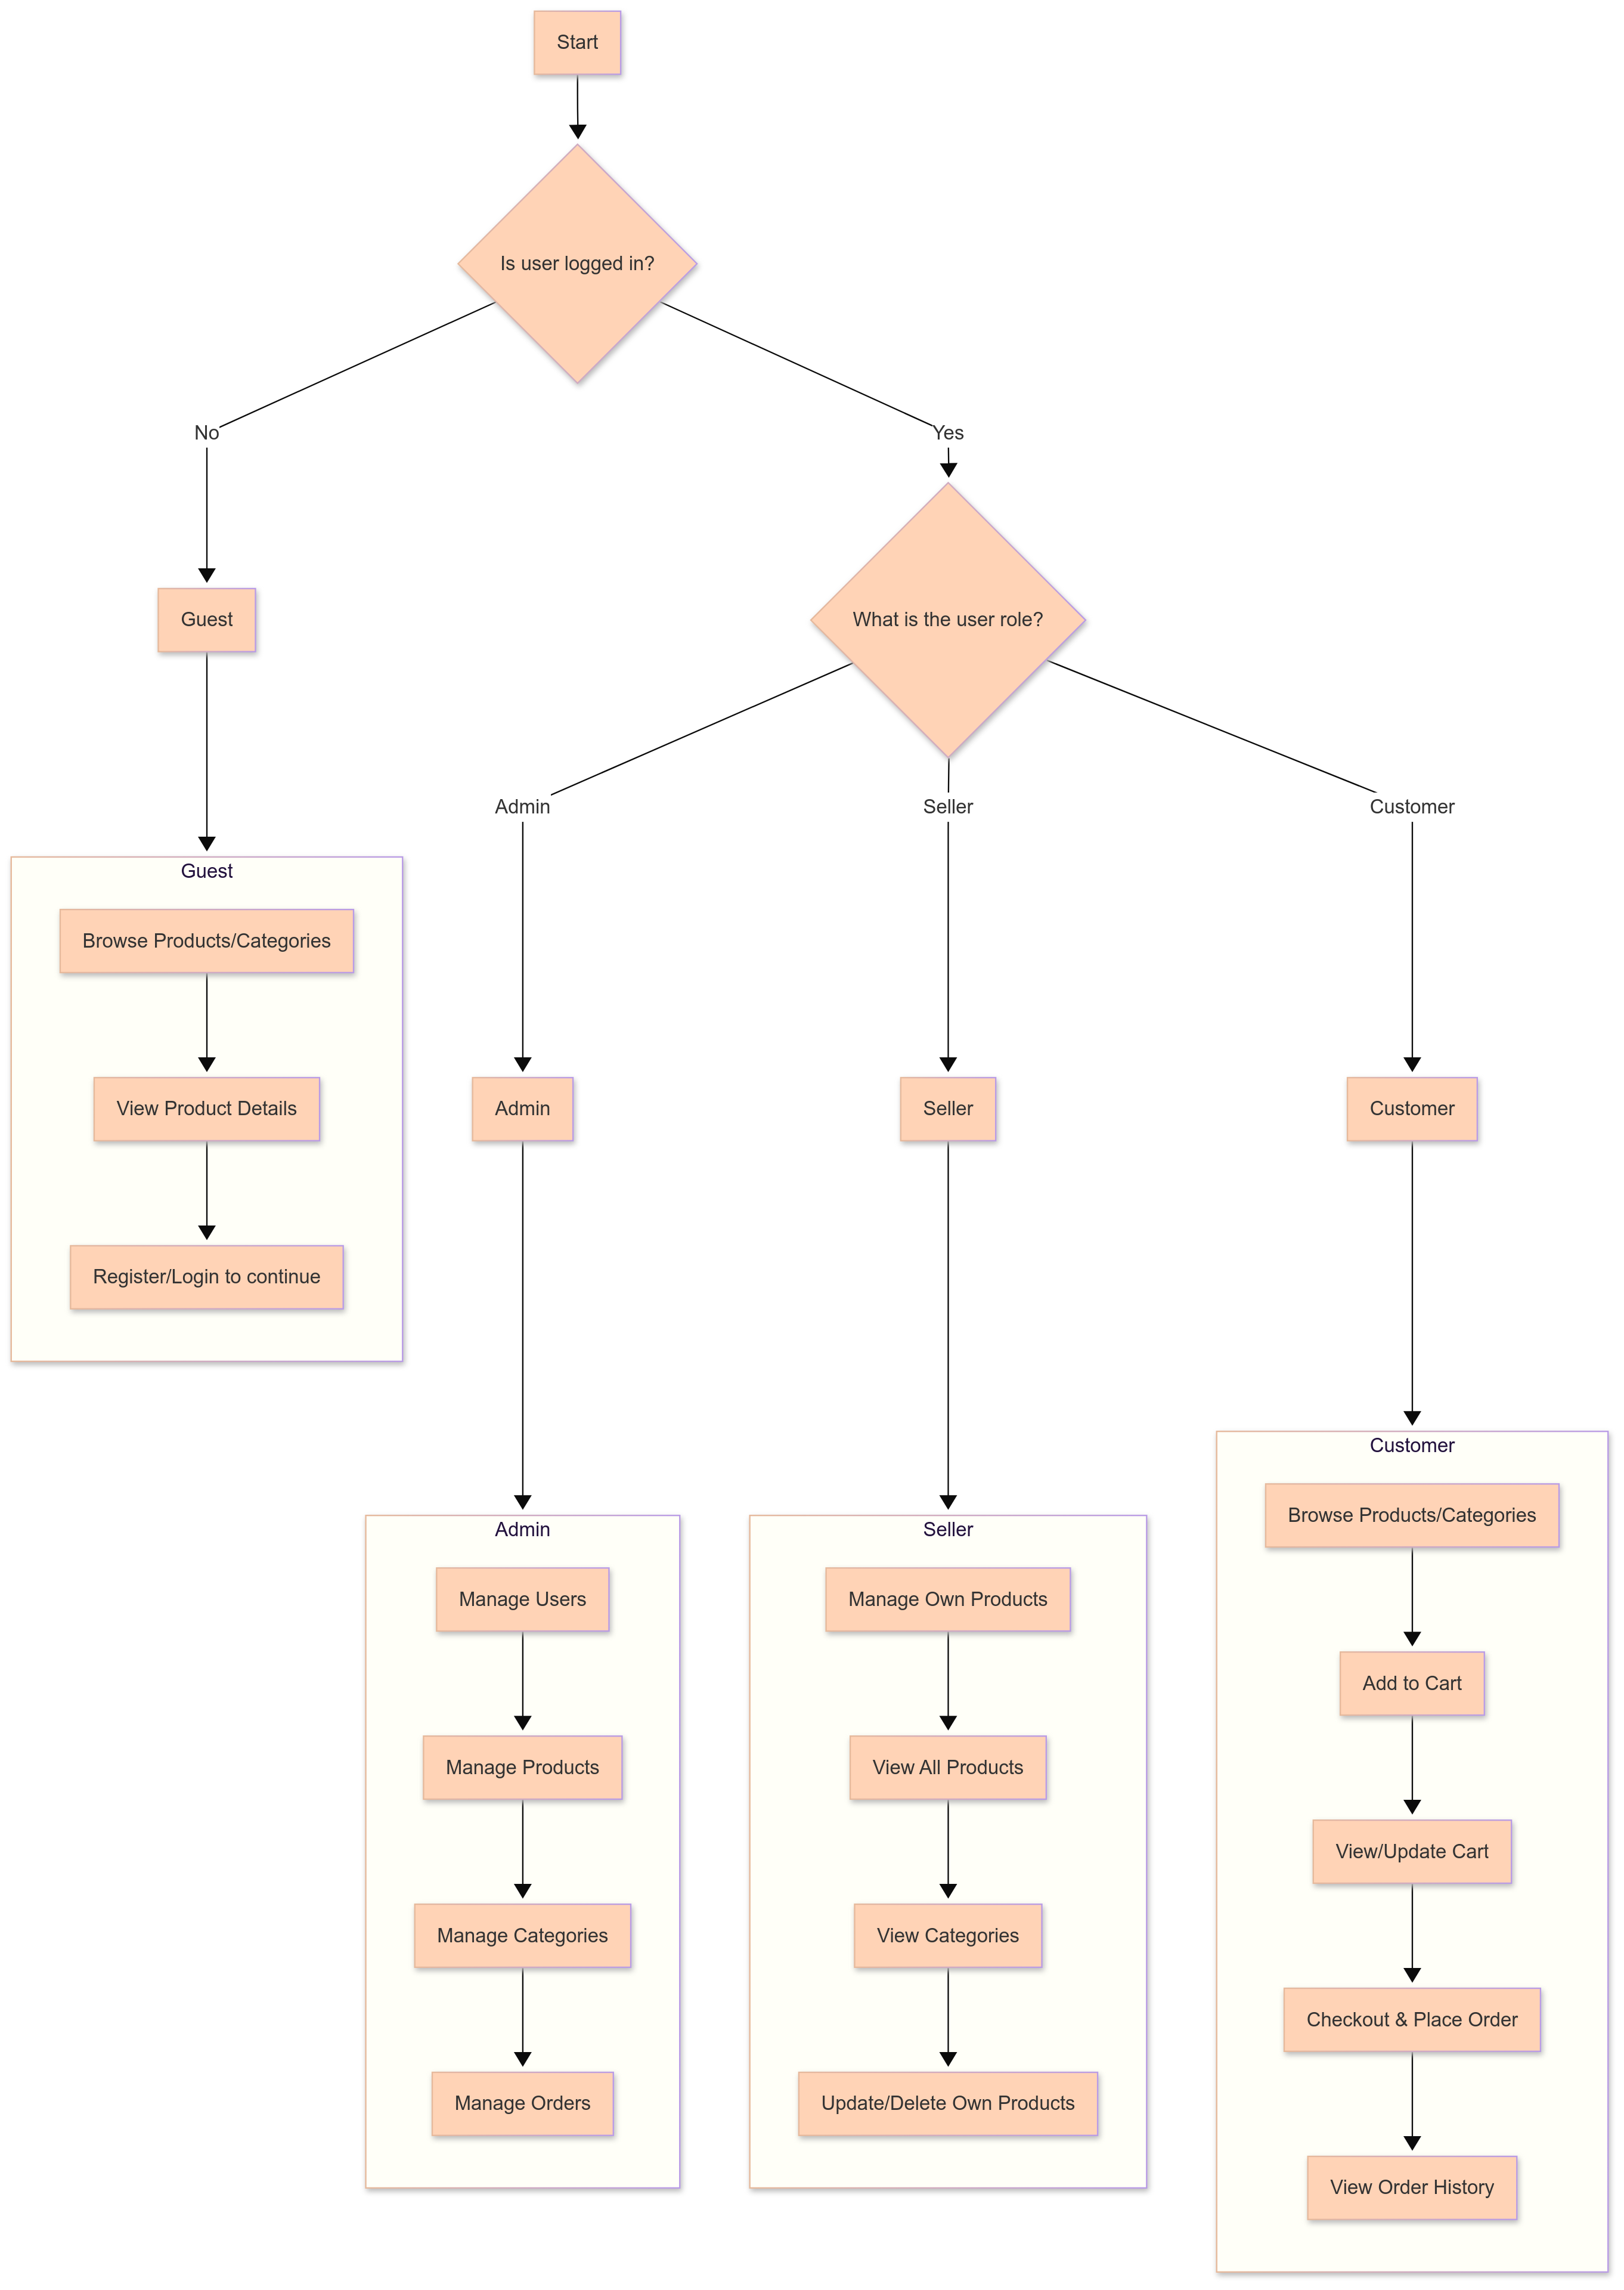 Start
Is user logged in?
No
Yes
Guest
What is the user role?
Admin
Seller
Customer
Guest
Browse Products/Categories
View Product Details
Register/Login to continue
Admin
Seller
Customer
Admin
Manage Users
Manage Products
Manage Categories
Manage Orders
Seller
Manage Own Products
View All Products
View Categories
Update/Delete Own Products
Customer
Browse Products/Categories
Add to Cart
View/Update Cart
Checkout & Place Order
View Order History